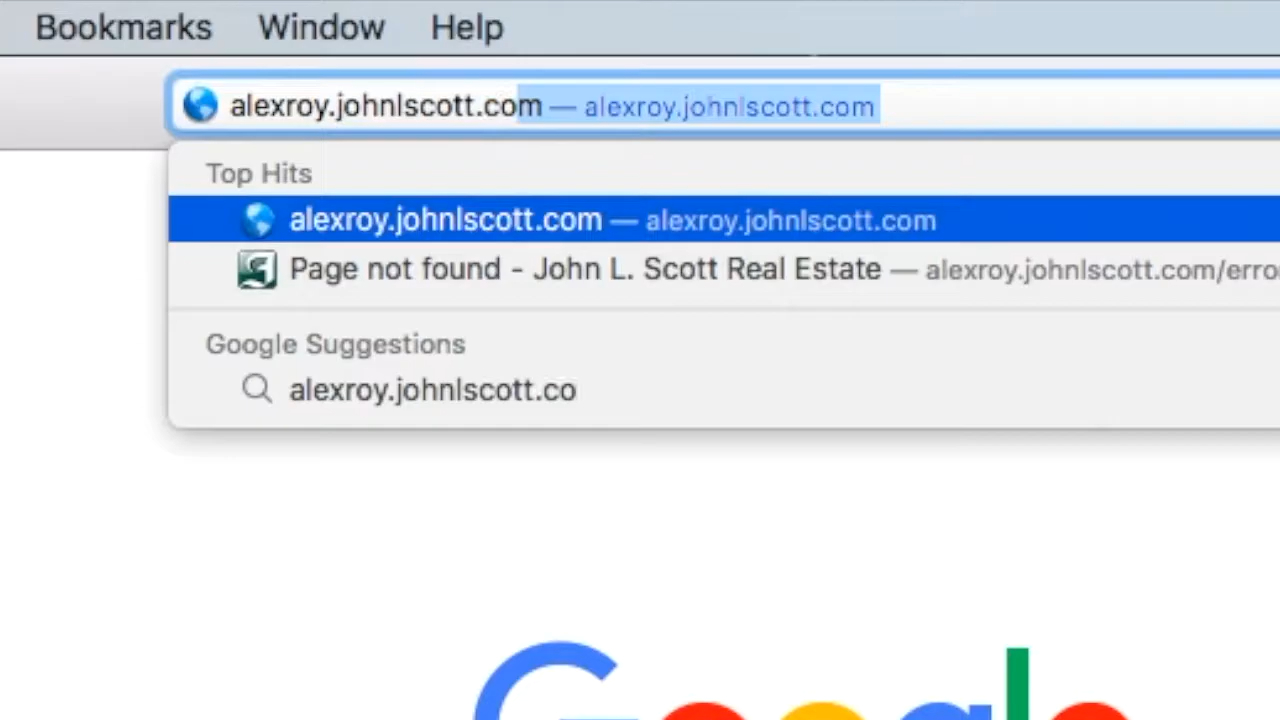 Bookmarks Window Help
alexroy.johnlscott.com — alexroy.johnlscott.com
Top Hits
alexroy.johnlscott.com — alexroy.johnlscott.com
Page not found - John L. Scott Real Estate — alexroy.johnlscott.com/erro
Google Suggestions
alexroy.johnlscott.co
Google